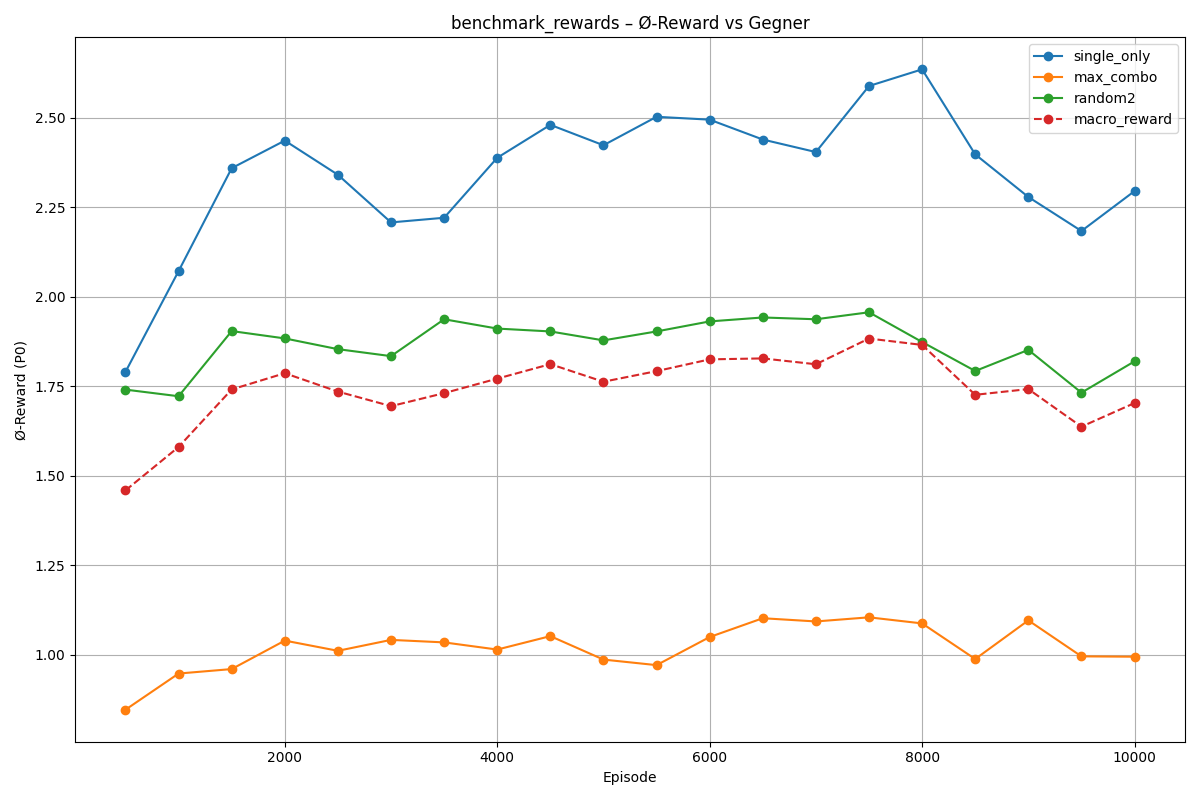 benchmark_rewards – Ø-Reward vs Gegner
single_only
max_combo
random2
macro_reward
Ø-Reward (P0)
2.50
2.25
2.00
1.75
1.50
1.25
1.00
2000 4000 6000 8000 10000
Episode